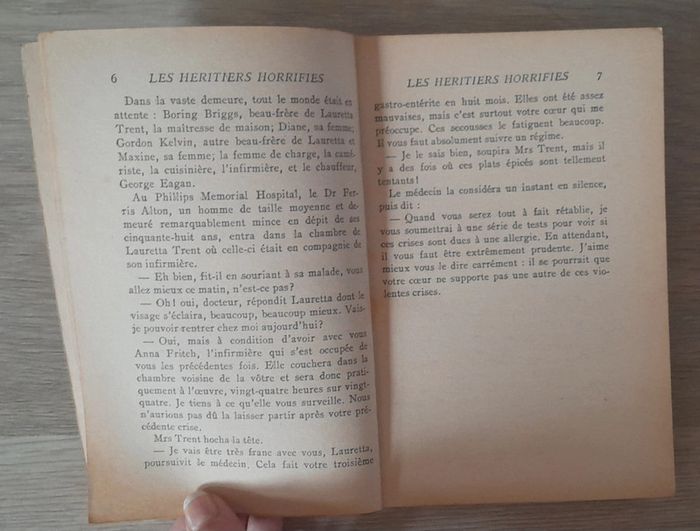 6 LES HERITIERS HORRIFIES
Dans la vaste demeure, tout le monde était en
attente : Boring Briggs, beau-frère de Lauretta
Trent, la maîtresse de maison; Diane, sa femme;
Gordon Kelvin, autre beau-frère de Lauretta et
Maxine, sa femme; la femme de charge, la camé-
riste, la cuisinière, l'infirmière, et le chauffeur,
George Eagan.
Au Phillips Memorial Hospital, le Dr Fer-
ris Alton, un homme de taille moyenne et de-
meuré remarquablement mince en dépit de ses
cinquante-huit ans, entra dans la chambre de
Lauretta Trent où celle-ci était en compagnie de
son infirmière.
— Eh bien, fit-il en souriant à sa malade, vous
allez mieux ce matin, n'est-ce pas?
— Oh! oui, docteur, répondit Lauretta dont le
visage s'éclaira, beaucoup, beaucoup mieux. Vais-
je pouvoir rentrer chez moi aujourd'hui?
— Oui, mais à condition d'avoir avec vous
Anna Fritch, l'infirmière qui s'est occupée de
vous les précédentes fois. Elle couchera dans la
chambre voisine de la vôtre et sera donc prati-
quement à l'œuvre, vingt-quatre heures sur vingt-
quatre. Je tiens à ce qu'elle vous surveille. Nous
n'aurions pas dû la laisser partir après votre pré-
cédente crise.
Mrs Trent hocha la tête.
— Je vais être très franc avec vous, Lauretta,
poursuivit le médecin. Cela fait votre troisième
LES HERITIERS HORRIFIES 7
gastro-entérite en huit mois. Elles ont été assez
mauvaises, mais c'est surtout votre cœur qui me
préoccupe. Ces secousses le fatiguent beaucoup.
Il vous faut absolument suivre un régime.
— Je le sais bien, soupira Mrs Trent, mais il
y a des fois où ces plats épicés sont tellement
tentants!
Le médecin la considéra un instant en silence,
puis dit :
— Quand vous serez tout à fait rétablie, je
vous soumettrai à une série de tests pour voir si
ces crises sont dues à une allergie. En attendant,
il vous faut être extrêmement prudente. J'aime
mieux vous le dire carrément : il se pourrait que
votre cœur ne supporte pas une autre de ces vio-
lentes crises.